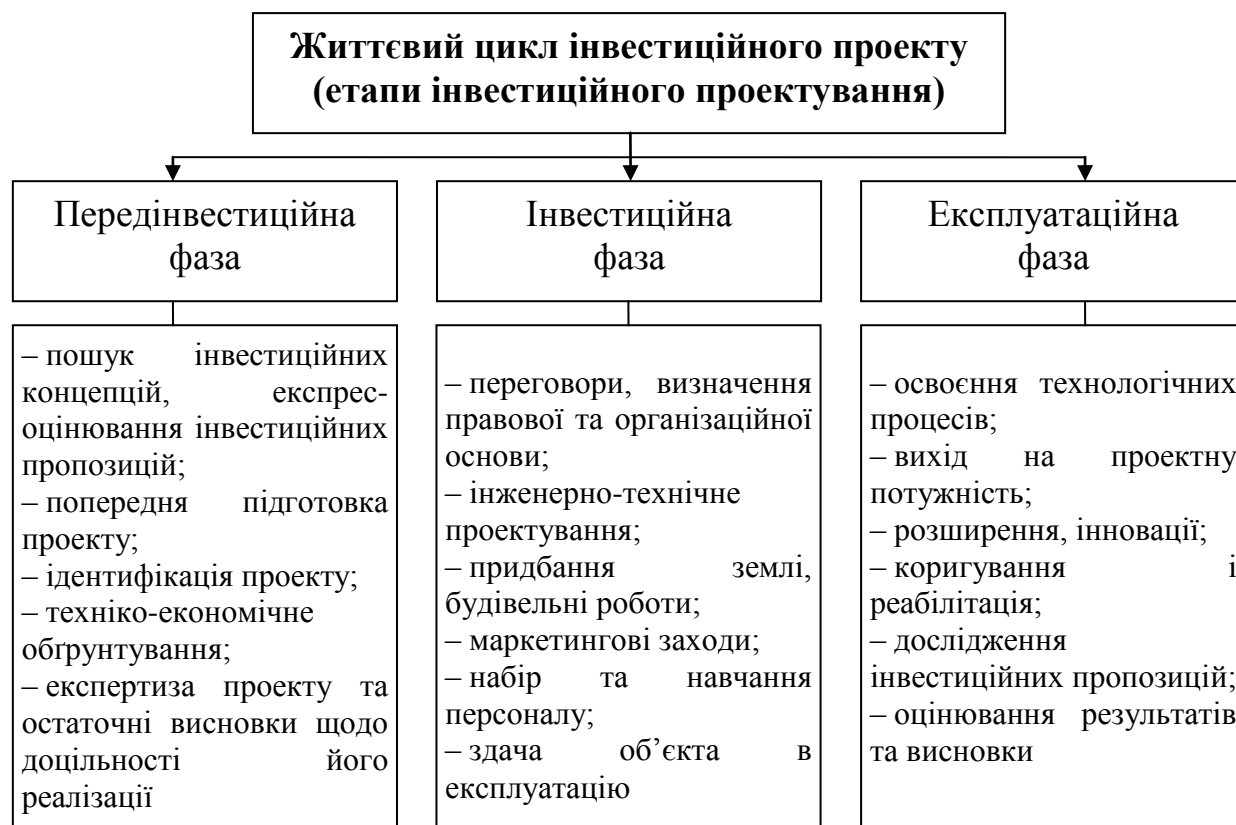 Життєвий цикл інвестиційного проекту
(етапи інвестиційного проектування)
Передінвестиційна
фаза
– пошук інвестиційних
концепцій, експрес-
оцінювання інвестиційних
пропозицій;
– попередня підготовка
проекту;
– ідентифікація проекту;
– техніко-економічне
обґрунтування;
– експертиза проекту та
остаточні висновки щодо
доцільності його
реалізації
Інвестиційна
фаза
– переговори, визначення
правової та організаційної
основи;
– інженерно-технічне
проектування;
– придбання землі,
будівельні роботи;
– маркетингові заходи;
– набір та навчання
персоналу;
– здача об’єкта в
експлуатацію
Експлуатаційна
фаза
– освоєння технологічних
процесів;
– вихід на проектну
потужність;
– розширення, інновації;
– коригування і
реабілітація;
– дослідження
інвестиційних пропозицій;
– оцінювання результатів
та висновки